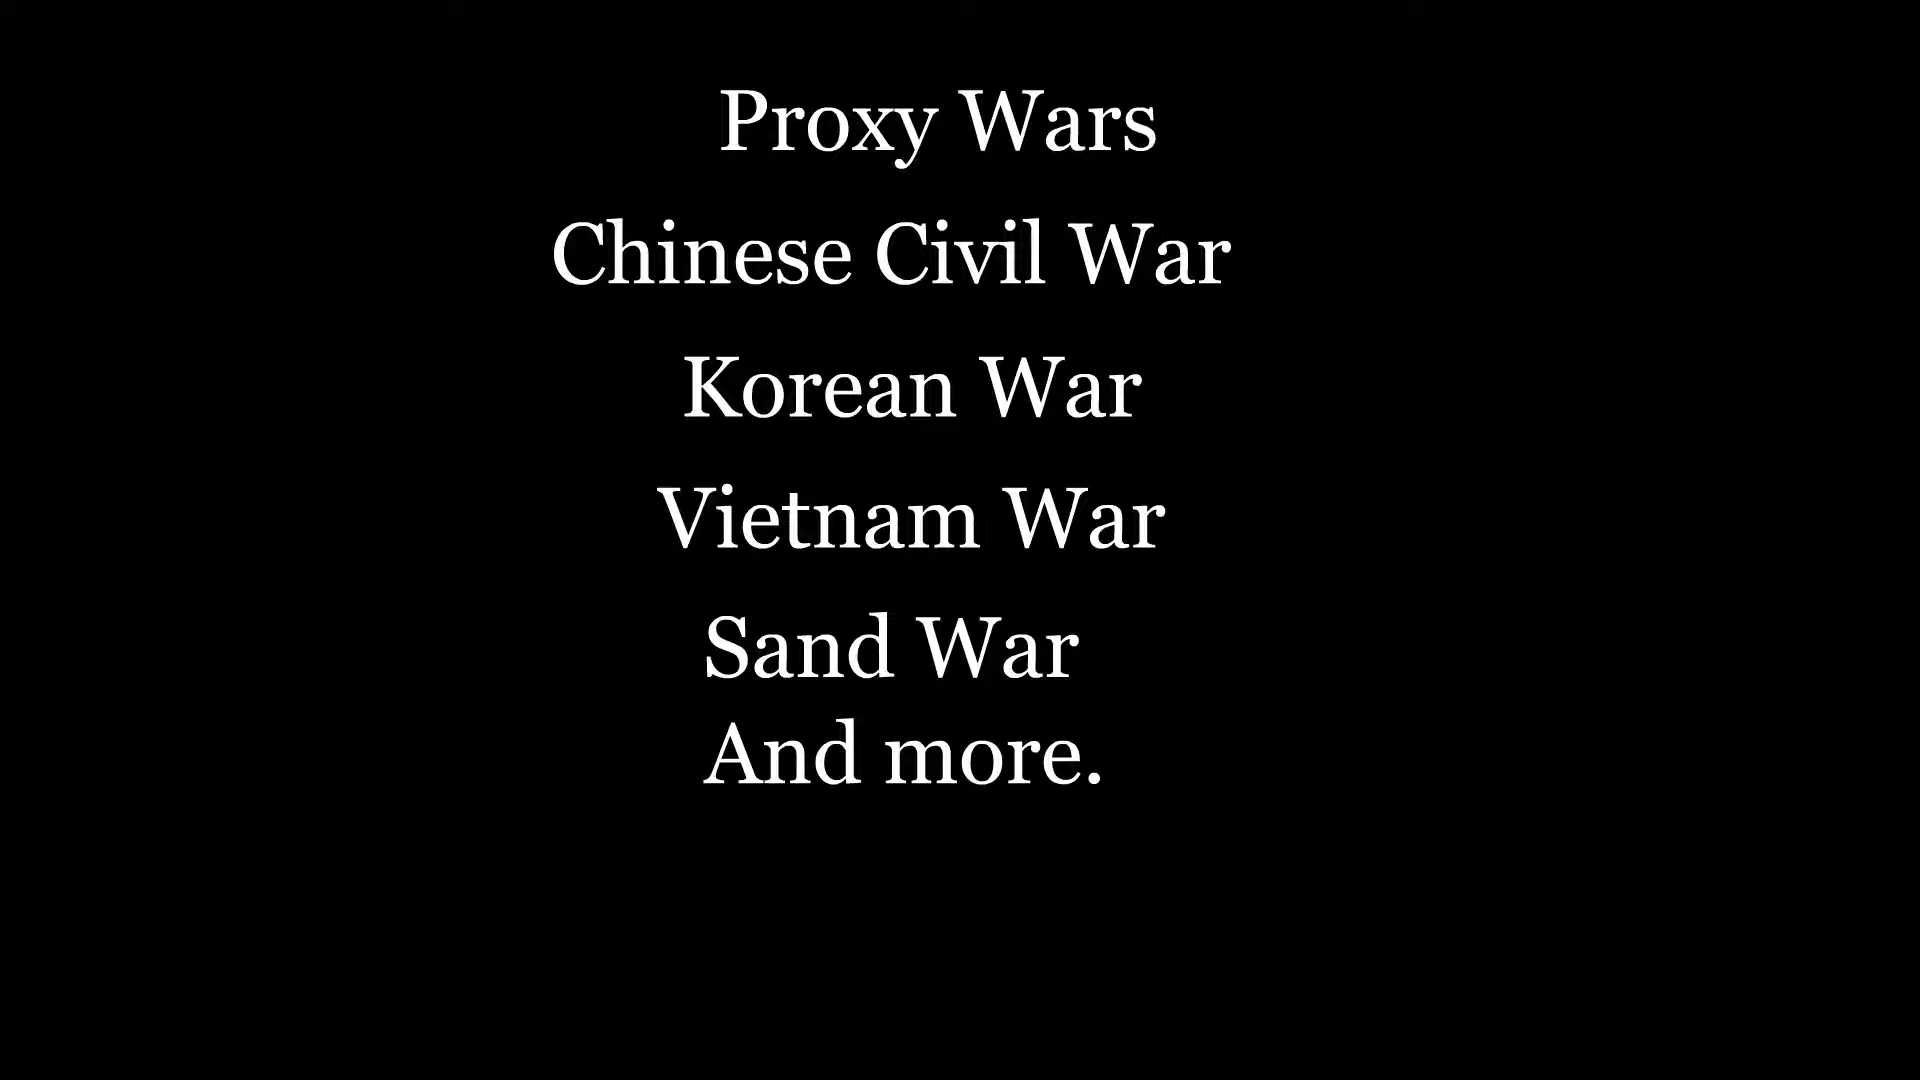 Proxy Wars
Chinese Civil War
Korean War
Vietnam War
Sand War
And more.